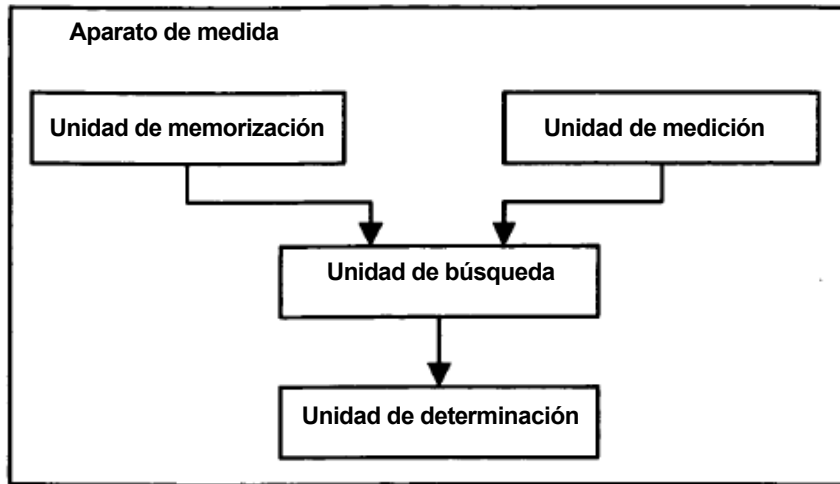 Aparato de medida
Unidad de memorización
Unidad de medición
Unidad de búsqueda
Unidad de determinación